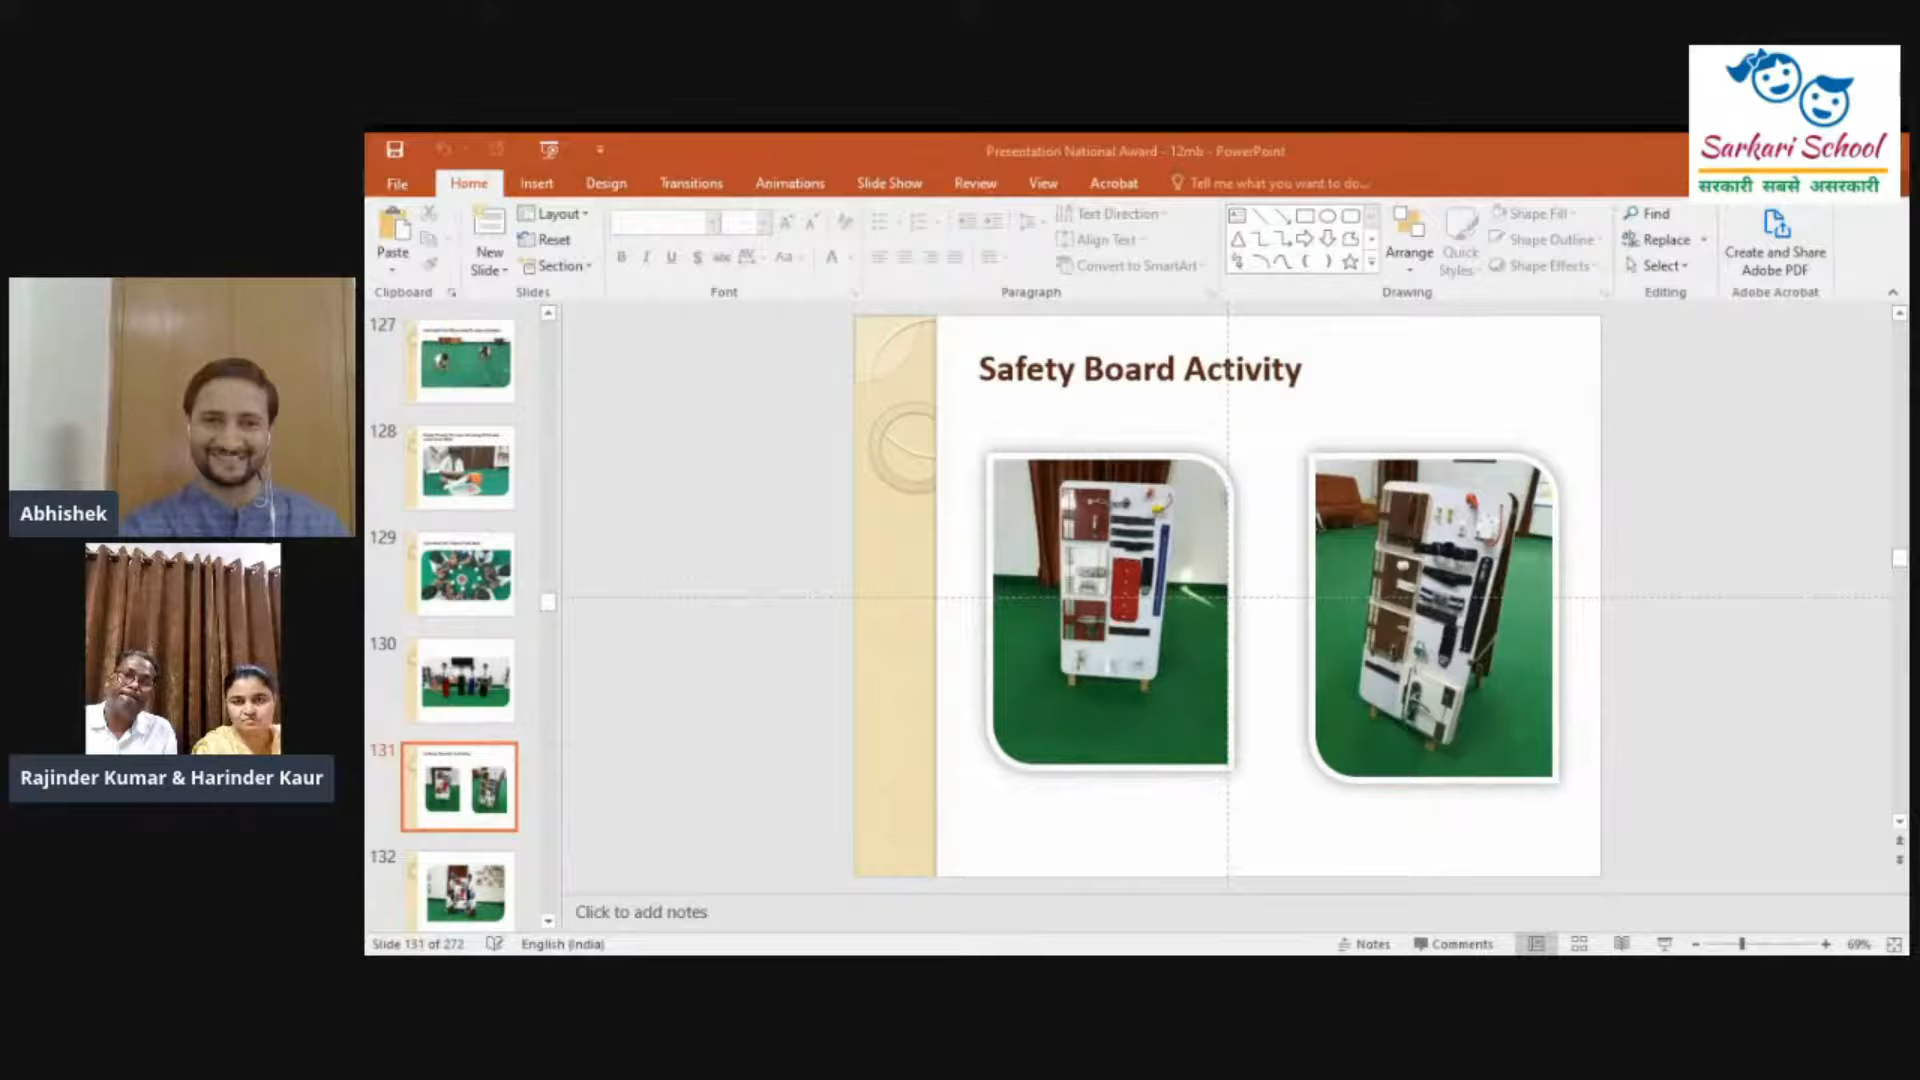 Sarkari School
सरकारी सबसे असरकारी
Presentation National Award - 12mb - PowerPoint
File Home Insert Design Transitions Animations Slide Show Review View Acrobat Tell me what you want to do...
Paste
New Slide
Layout
Reset
Section
Text Direction
Align Text
Convert to SmartArt
Arrange
Quick Styles
Shape Fill
Shape Outline
Shape Effects
Find
Replace
Select
Create and Share Adobe PDF
Clipboard Slides Font Paragraph Drawing Editing Adobe Acrobat
127
128
129
130
131
132
Safety Board Activity
Abhishek
Rajinder Kumar & Harinder Kaur
Click to add notes
Slide 131 of 272 English (India) Notes Comments 69%